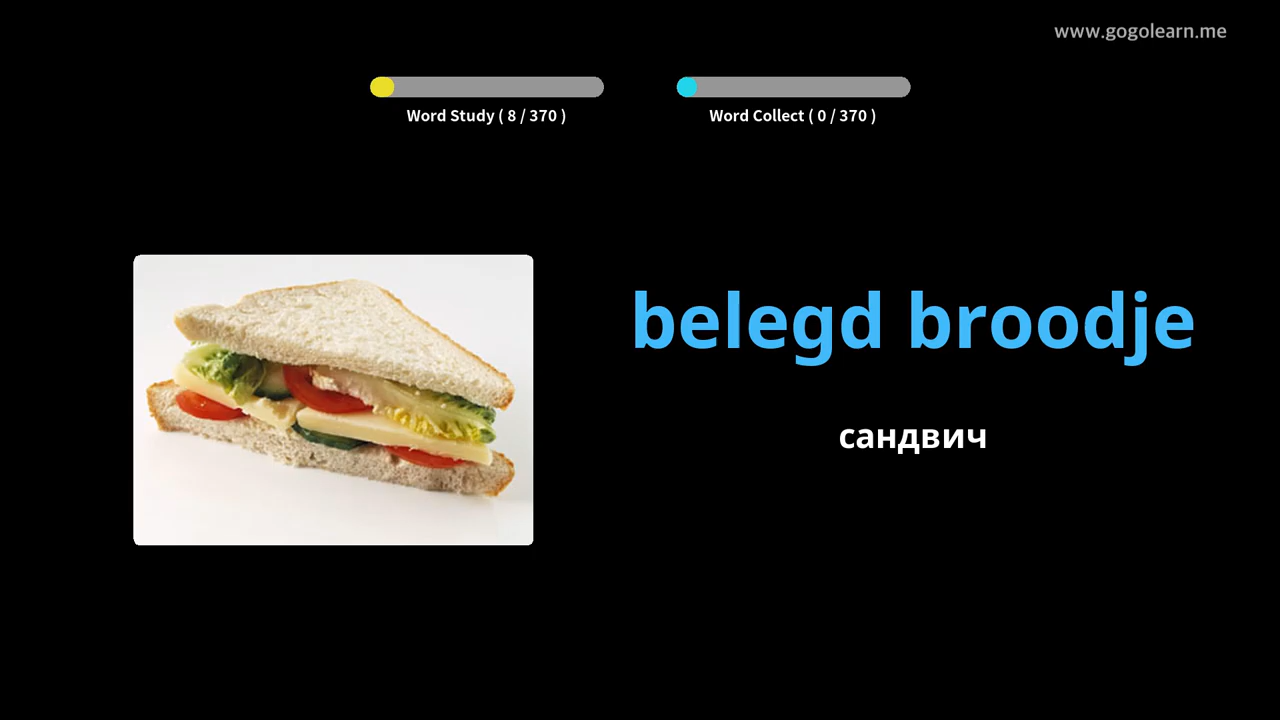 www.gogolearn.me
Word Study ( 8 / 370 )
Word Collect ( 0 / 370 )
belegd broodje
сандвич